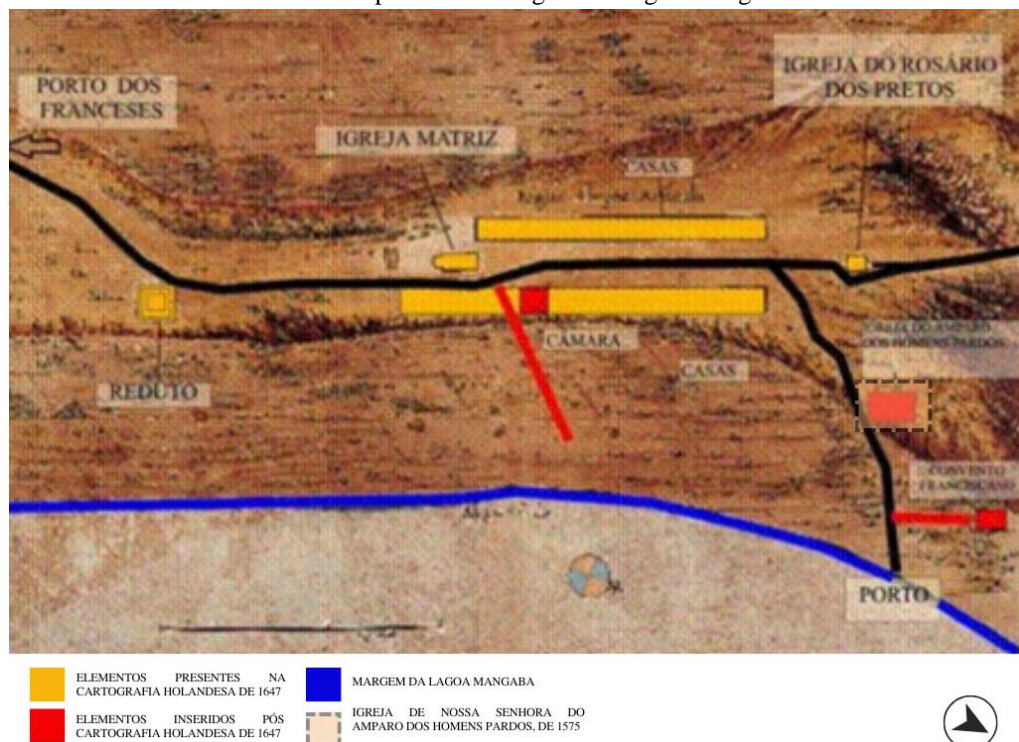 PORTO DOS
FRANCESES
IGREJA DO ROSÁRIO
DOS PRETOS
IGREJA MATRIZ
CASAS
REDUTO
CÂMARA
CASAS
IGREJA DO AMPARO
DOS HOMENS PARDOS
CONVENTO
FRANCISCANO
PORTO
ELEMENTOS PRESENTES NA
CARTOGRAFIA HOLANDESA DE 1647
ELEMENTOS INSERIDOS PÓS
CARTOGRAFIA HOLANDESA DE 1647
MARGEM DA LAGOA MANGABA
IGREJA DE NOSSA SENHORA DO
AMPARO DOS HOMENS PARDOS, DE 1575